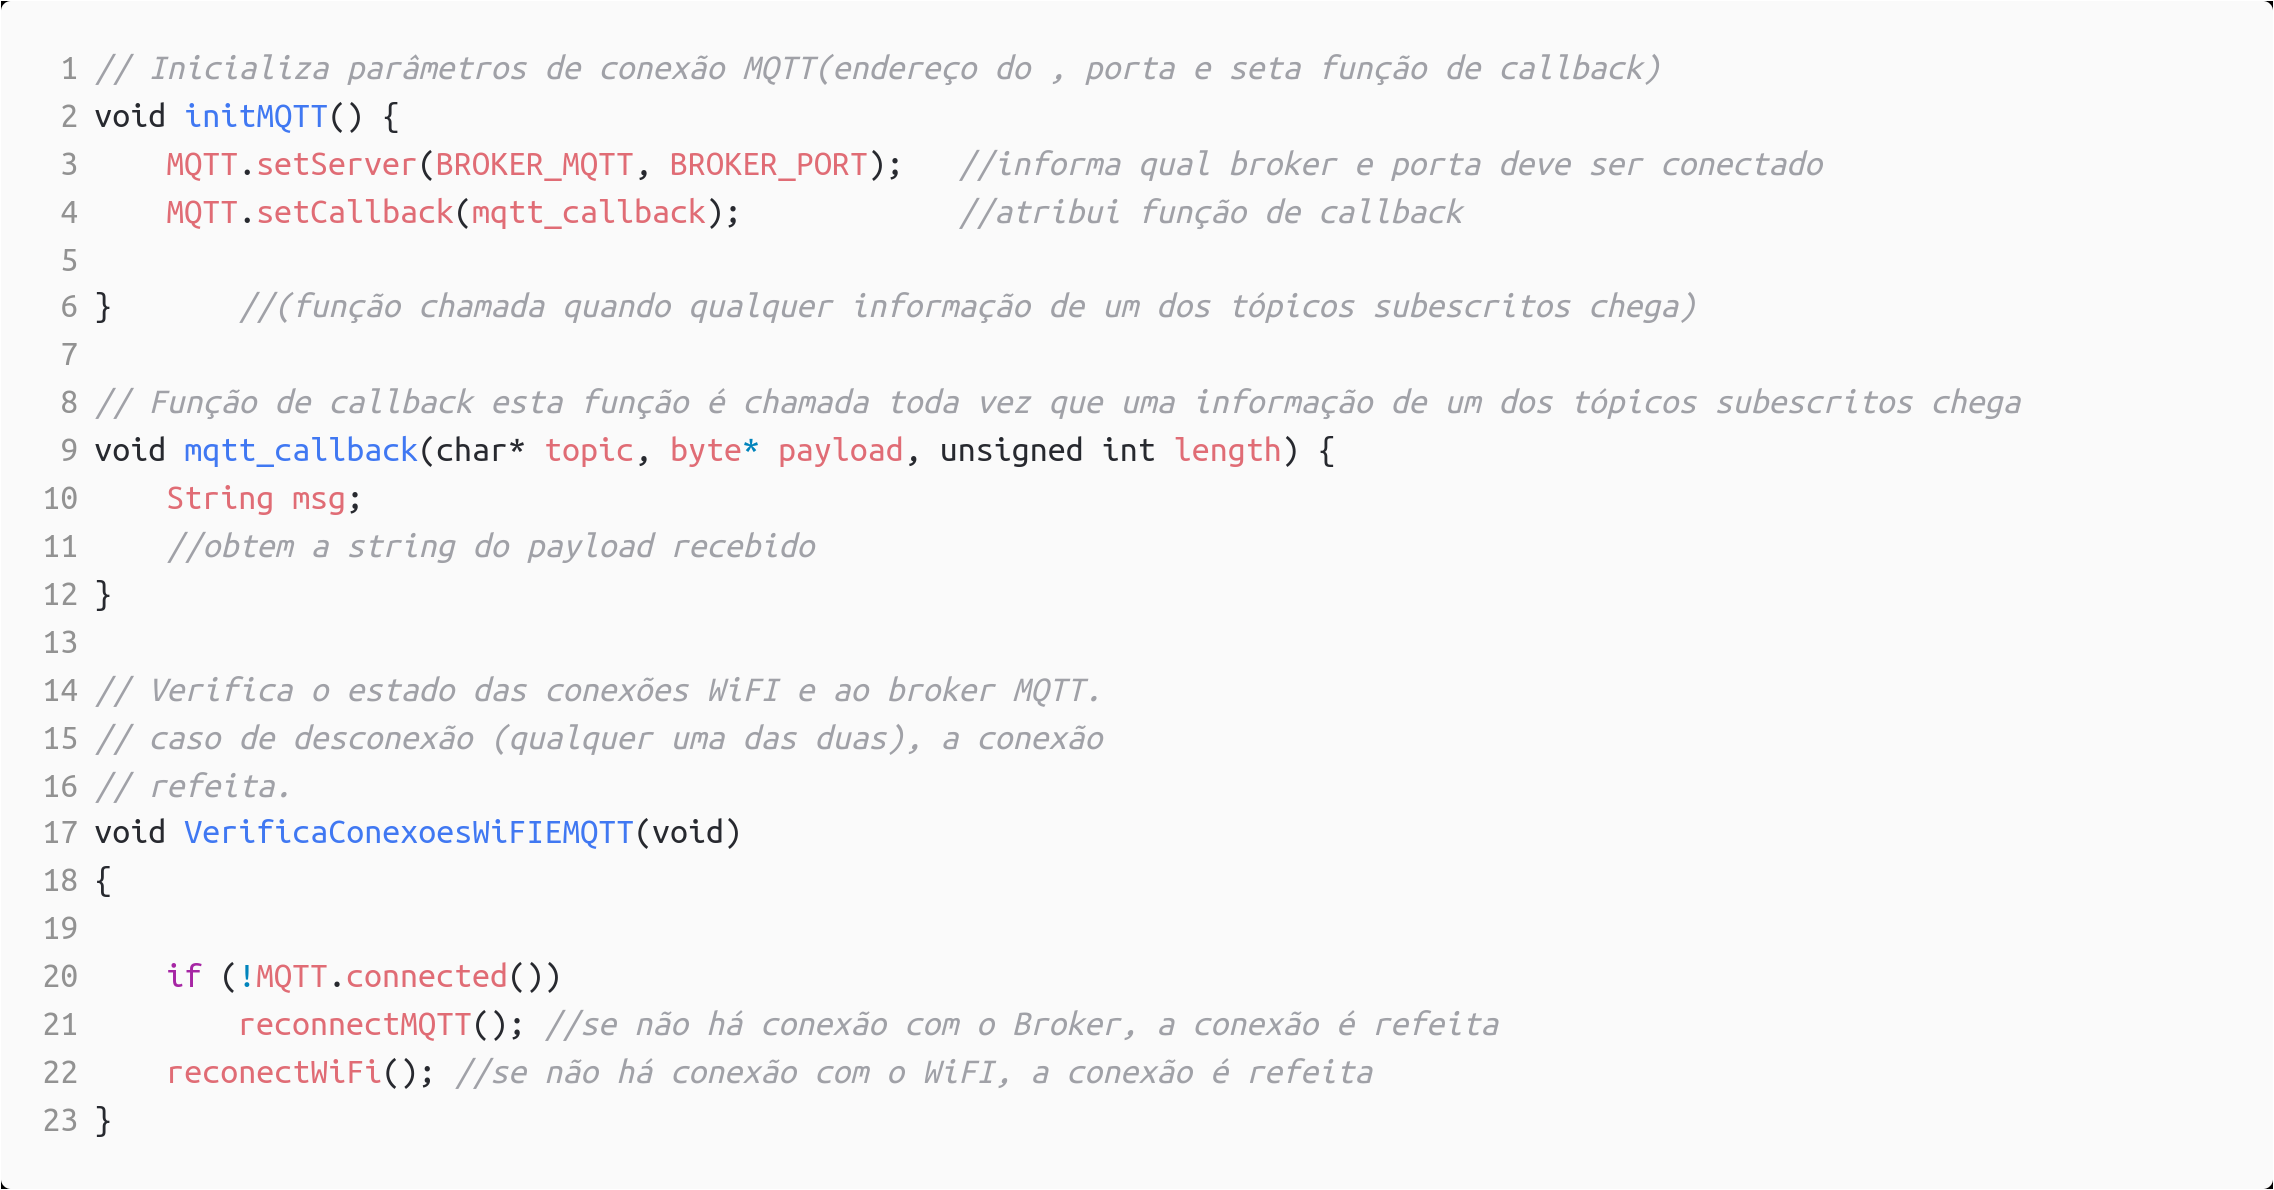 1 // Inicializa parâmetros de conexão MQTT(endereço do , porta e seta função de callback)
2 void initMQTT() {
3     MQTT.setServer(BROKER_MQTT, BROKER_PORT);   //informa qual broker e porta deve ser conectado
4     MQTT.setCallback(mqtt_callback);            //atribui função de callback
5
6 }       //(função chamada quando qualquer informação de um dos tópicos subescritos chega)
7
8 // Função de callback esta função é chamada toda vez que uma informação de um dos tópicos subescritos chega
9 void mqtt_callback(char* topic, byte* payload, unsigned int length) {
10     String msg;
11     //obtem a string do payload recebido
12 }
13
14 // Verifica o estado das conexões WiFI e ao broker MQTT.
15 // caso de desconexão (qualquer uma das duas), a conexão
16 // refeita.
17 void VerificaConexoesWiFIEMQTT(void)
18 {
19
20     if (!MQTT.connected())
21         reconnectMQTT(); //se não há conexão com o Broker, a conexão é refeita
22     reconectWiFi(); //se não há conexão com o WiFI, a conexão é refeita
23 }